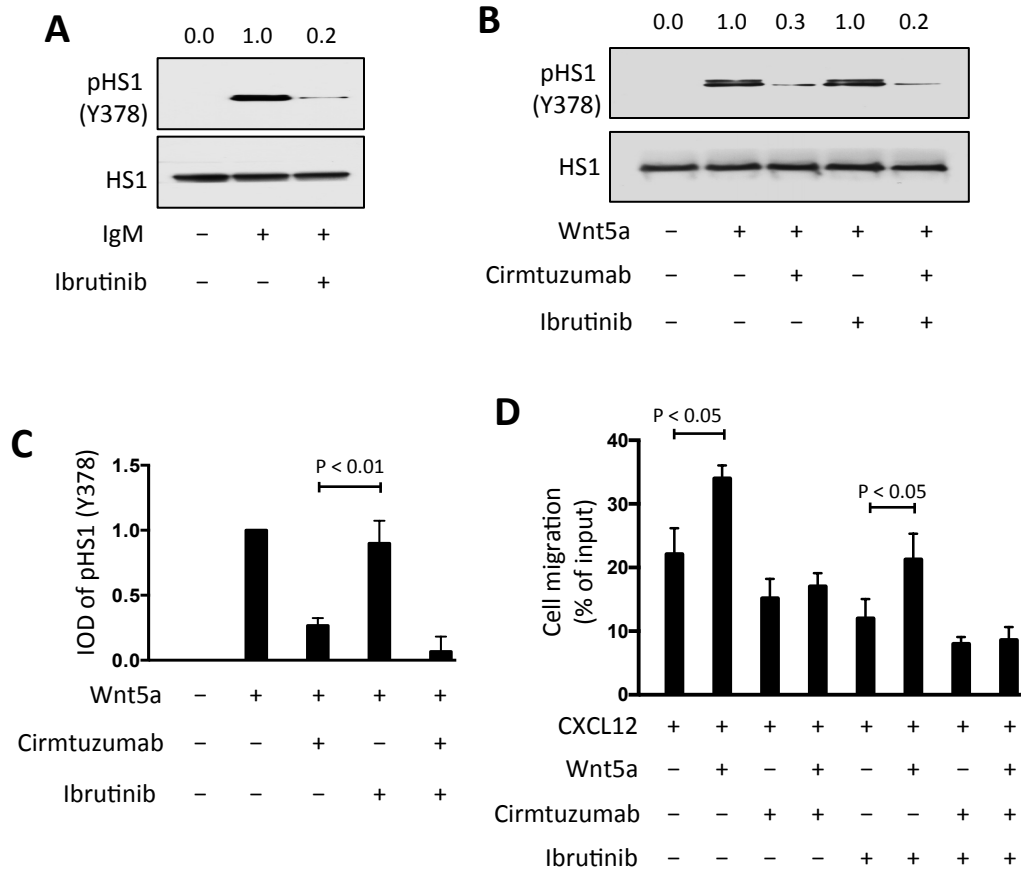 A
0.0 1.0 0.2
pHS1
(Y378)
HS1
IgM – + +
Ibrutinib – – +
B
0.0 1.0 0.3 1.0 0.2
pHS1
(Y378)
HS1
Wnt5a – + + + +
Cirmtuzumab – – + – +
Ibrutinib – – – + +
C
IOD of pHS1 (Y378)
1.5
1.0
0.5
0.0
P < 0.01
Wnt5a – + + + +
Cirmtuzumab – – + – +
Ibrutinib – – – + +
D
Cell migration
(% of input)
40
30
20
10
0
P < 0.05
P < 0.05
CXCL12 + + + + + + + +
Wnt5a – + – + – + – +
Cirmtuzumab – – + + – – + +
Ibrutinib – – – – + + + +